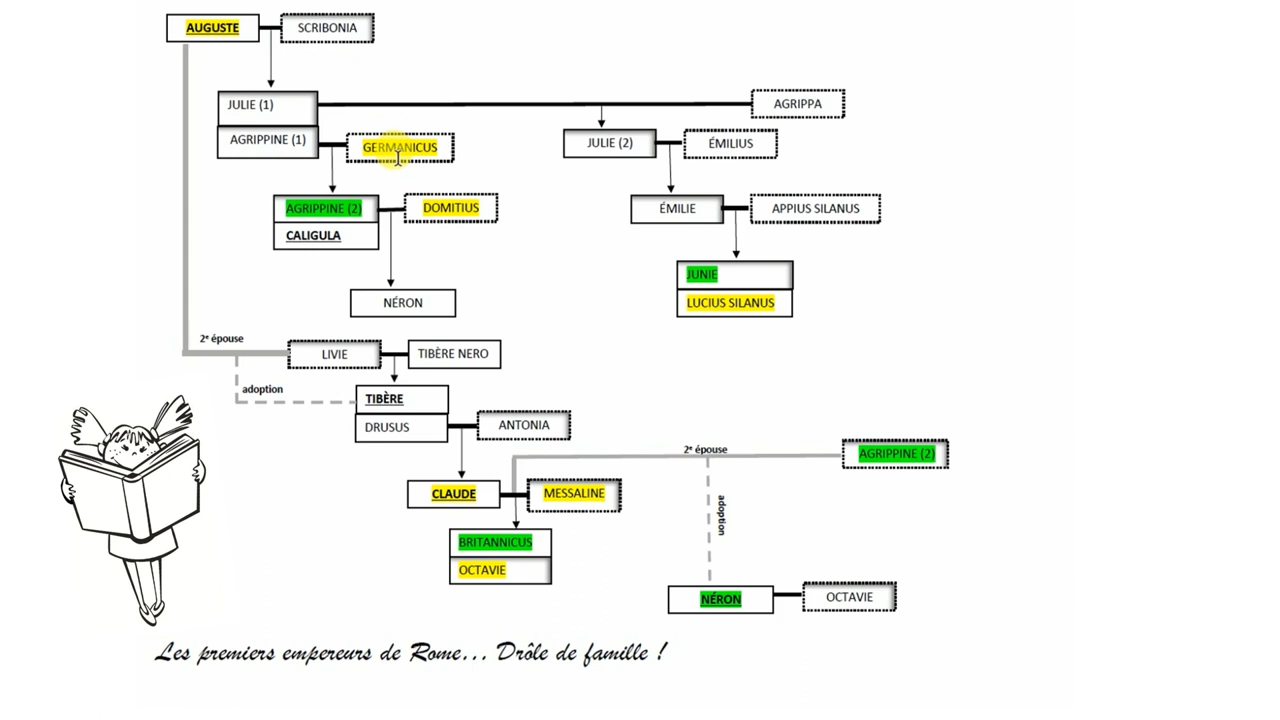 AUGUSTE
SCRIBONIA
JULIE (1)
AGRIPPA
AGRIPPINE (1)
GERMANICUS
JULIE (2)
ÉMILIUS
AGRIPPINE (2)
DOMITIUS
ÉMILIE
APPIUS SILANUS
CALIGULA
JUNIE
NÉRON
LUCIUS SILANUS
2e épouse
LIVIE
TIBÈRE NERO
adoption
TIBÈRE
DRUSUS
ANTONIA
2e épouse
AGRIPPINE (2)
CLAUDE
MESSALINE
adoption
BRITANNICUS
OCTAVIE
NÉRON
OCTAVIE
Les premiers empereurs de Rome... Drôle de famille !